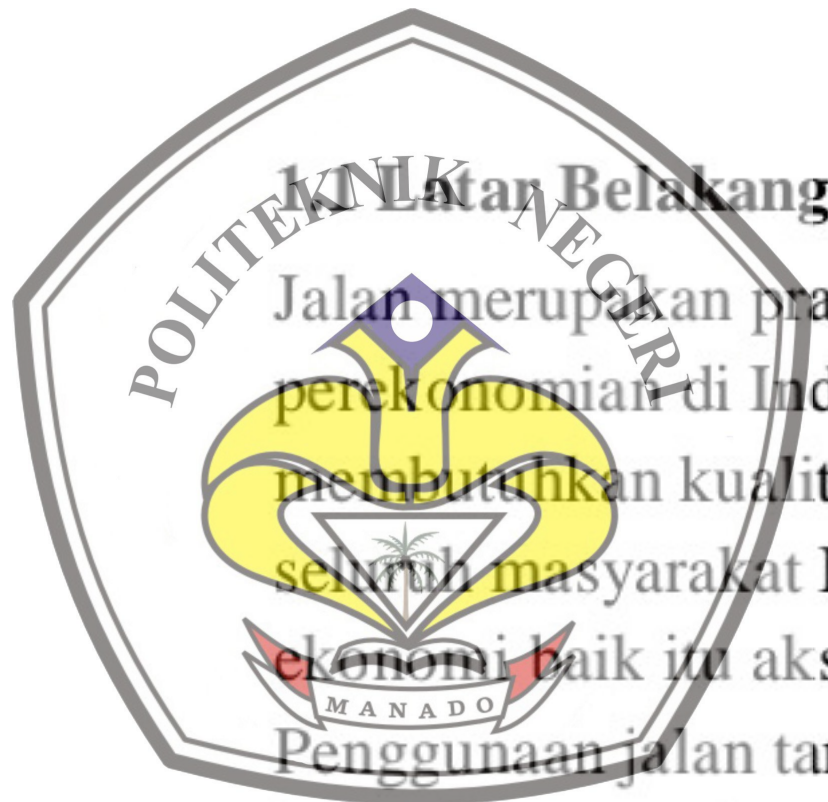 POLITEKNIK NEGERI
1.1 Latar Belakang
Jalan merupakan pra
perekonomian di Ind
membutuhkan kualit
seluruh masyarakat
ekonomi baik itu aks
MANADO
Penggunaan jalan tan